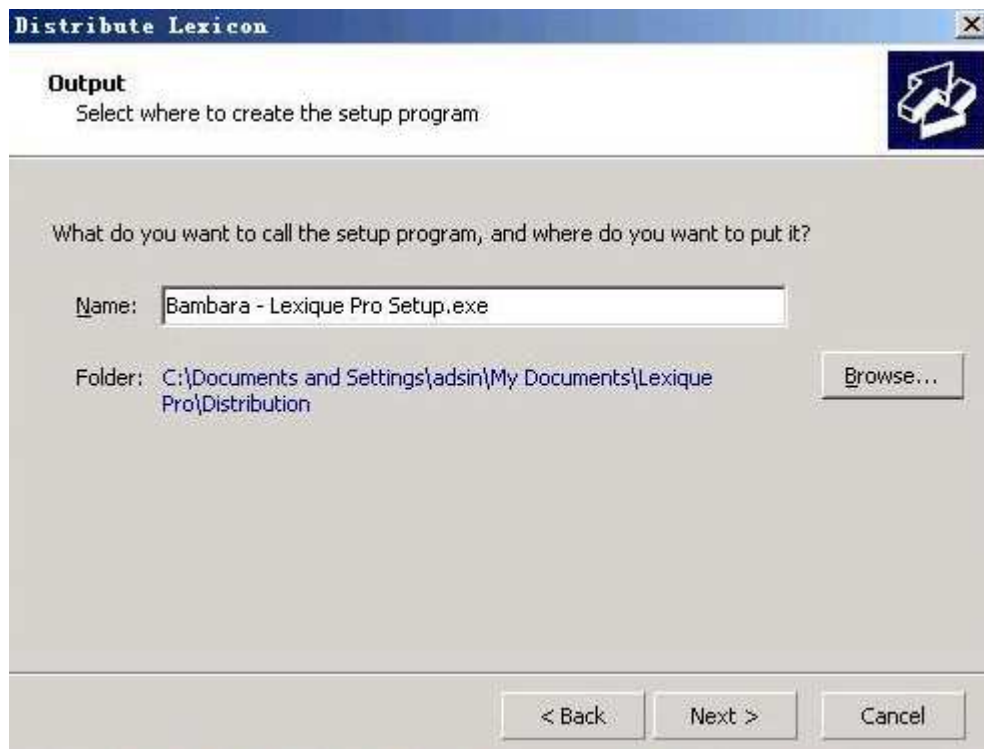 Distribute Lexicon
Output
Select where to create the setup program
What do you want to call the setup program, and where do you want to put it?
Name: Bambara - Lexique Pro Setup.exe
Folder: C:\Documents and Settings\adsin\My Documents\Lexique
Pro\Distribution
Browse...
< Back Next > Cancel